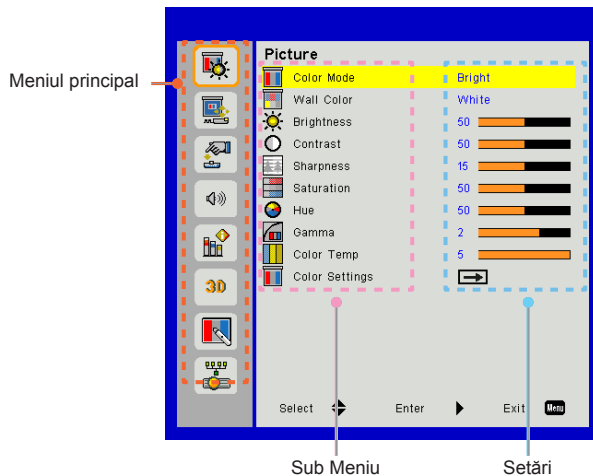 Picture
Meniul principal
Color Mode Bright
Wall Color White
Brightness 50
Contrast 50
Sharpness 15
Saturation 50
Hue 50
Gamma 2
Color Temp 5
Color Settings
3D
Select Enter Exit Menu
Sub Meniu Setări